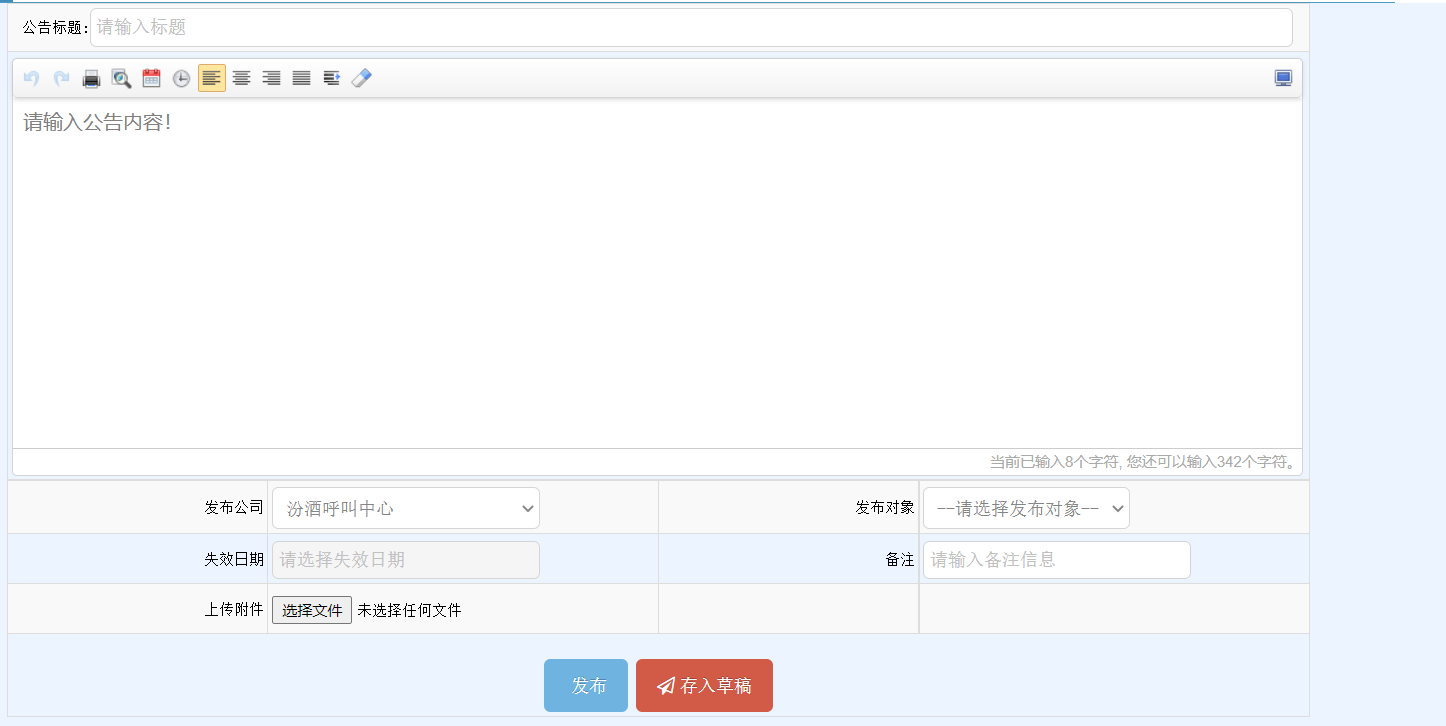 公告标题: 请输入标题
请输入公告内容!
当前已输入8个字符, 您还可以输入342个字符。
发布公司 汾酒呼叫中心 发布对象 --请选择发布对象--
失效日期 请选择失效日期 备注 请输入备注信息
上传附件 选择文件 未选择任何文件
发布 存入草稿